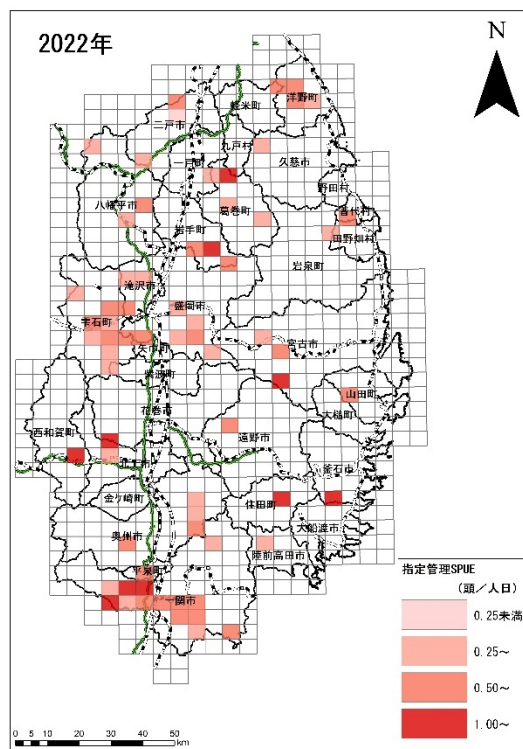 2022年
N
洋野町
軽米町
二戸市
九戸村
一戸町
久慈市
野田村
八幡平市
葛巻町
普代村
岩手町
田野畑村
岩泉町
滝沢市
盛岡市
雫石町
矢巾町
宮古市
紫波町
山田町
花巻市
大槌町
西和賀町
遠野市
北上市
釜石市
金ケ崎町
住田町
奥州市
大船渡市
陸前高田市
平泉町
一関市
指定管理SPUE
(頭/人日)
0.25未満
0.25~
0.50~
1.00~
0 5 10 20 30 40 50
km